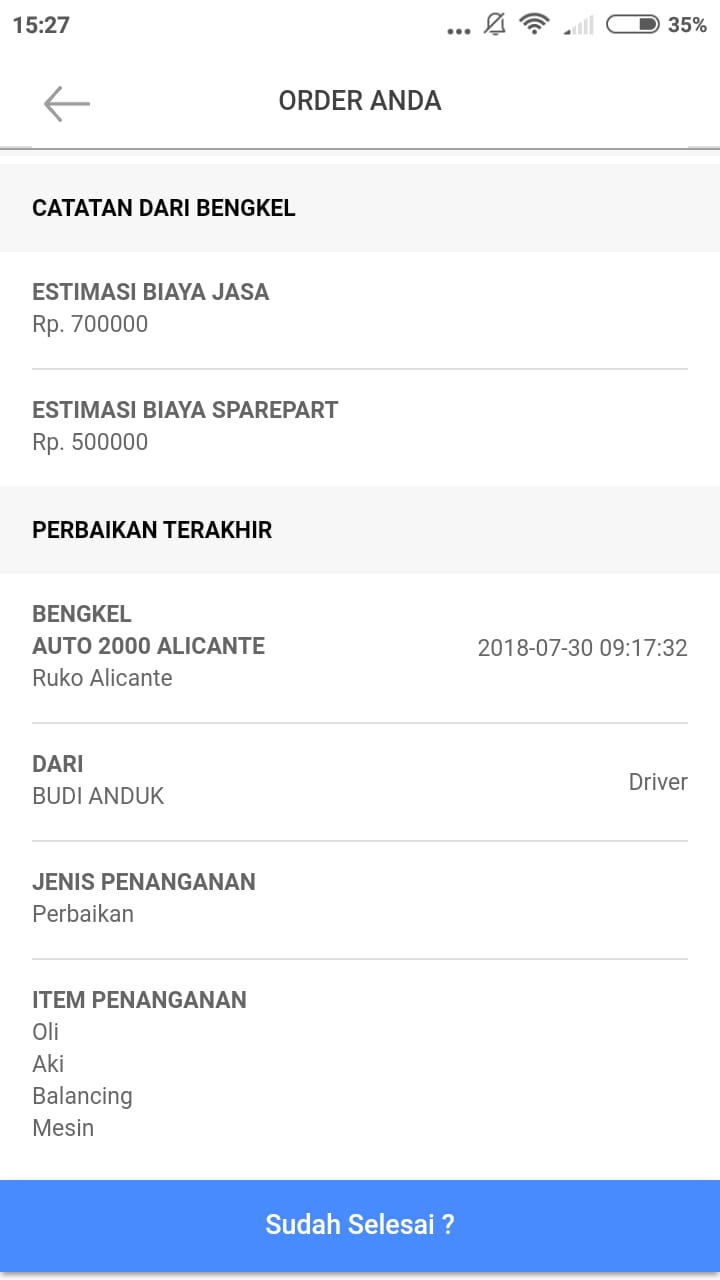 15:27
35%
ORDER ANDA
CATATAN DARI BENGKEL
ESTIMASI BIAYA JASA
Rp. 700000
ESTIMASI BIAYA SPAREPART
Rp. 500000
PERBAIKAN TERAKHIR
BENGKEL
AUTO 2000 ALICANTE
2018-07-30 09:17:32
Ruko Alicante
DARI
BUDI ANDUK
Driver
JENIS PENANGANAN
Perbaikan
ITEM PENANGANAN
Oli
Aki
Balancing
Mesin
Sudah Selesai ?